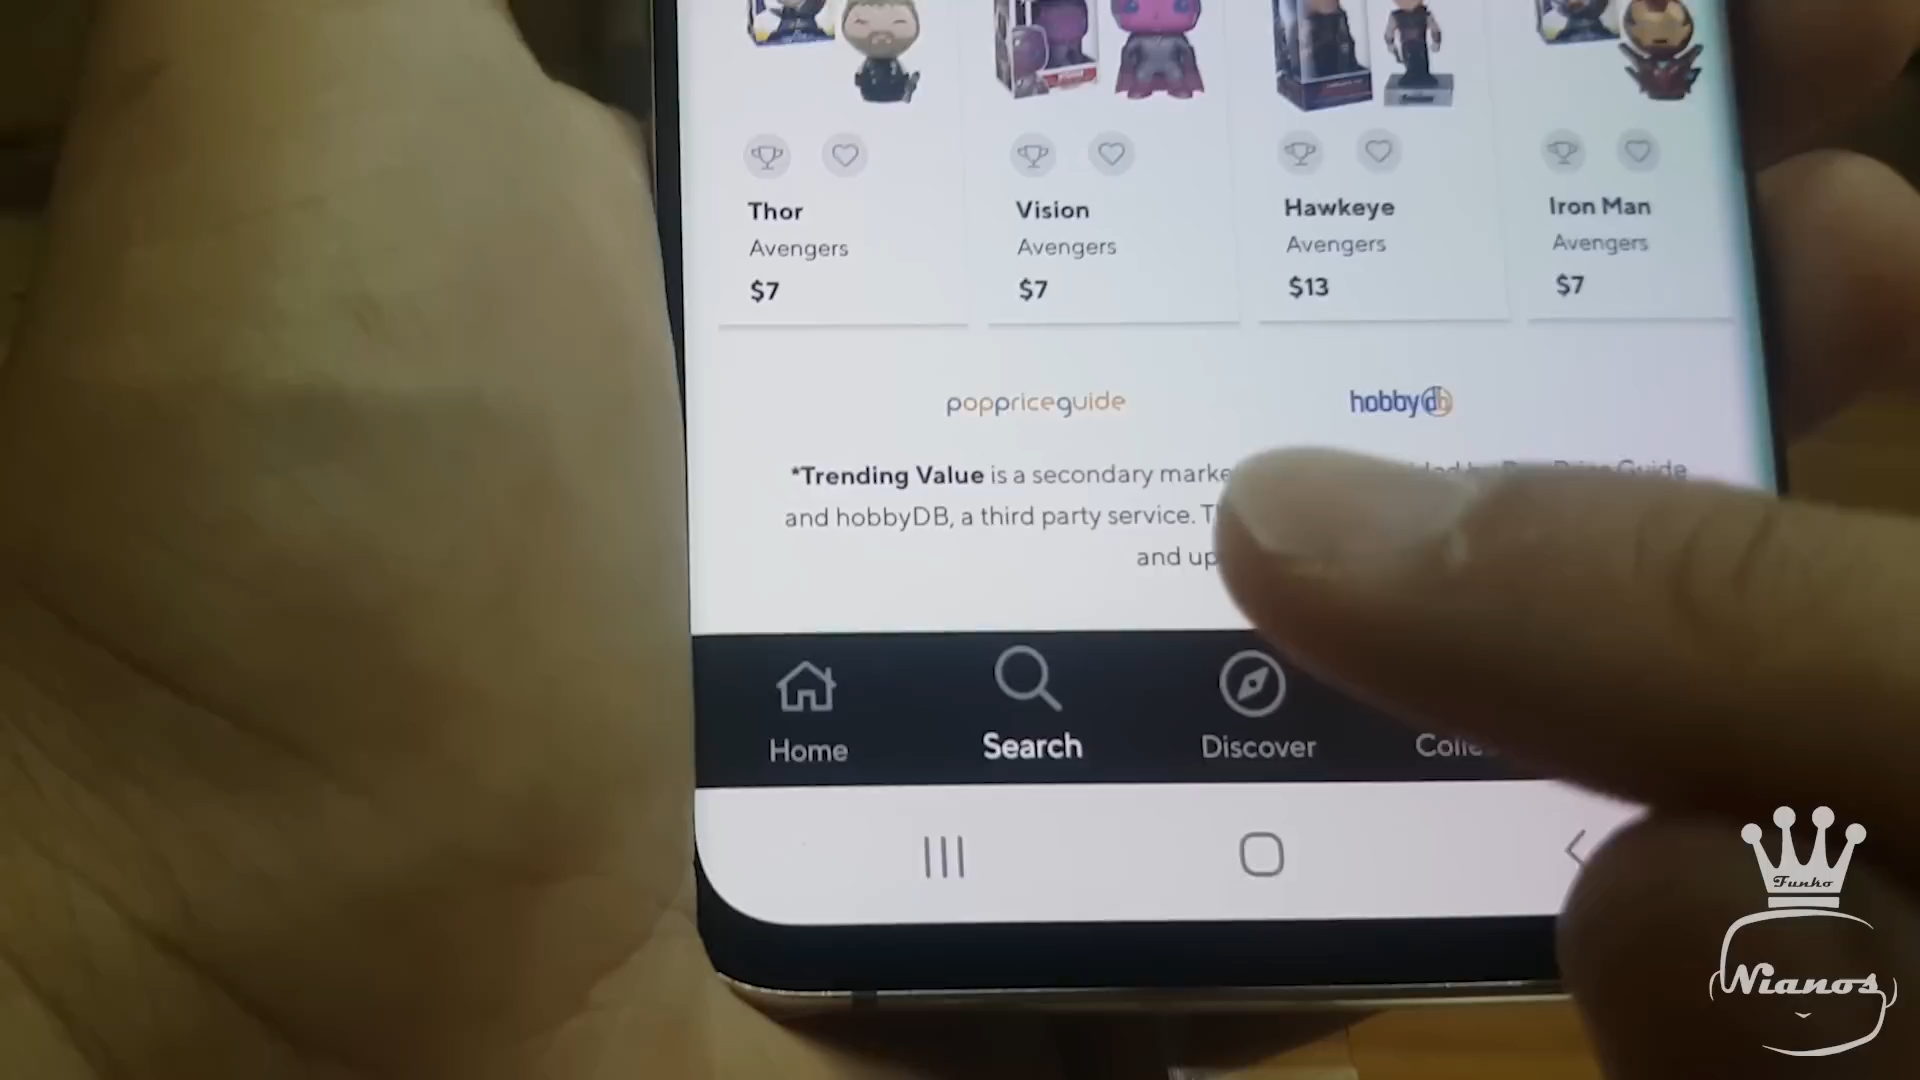 Thor Vision Hawkeye Iron Man
Avengers Avengers Avengers Avengers
$7 $7 $13 $7
poppriceguide hobbydb
*Trending Value is a secondary marke Guide
and hobbyDB, a third party service.
and up
Home Search Discover Colle
Funko
Nianos